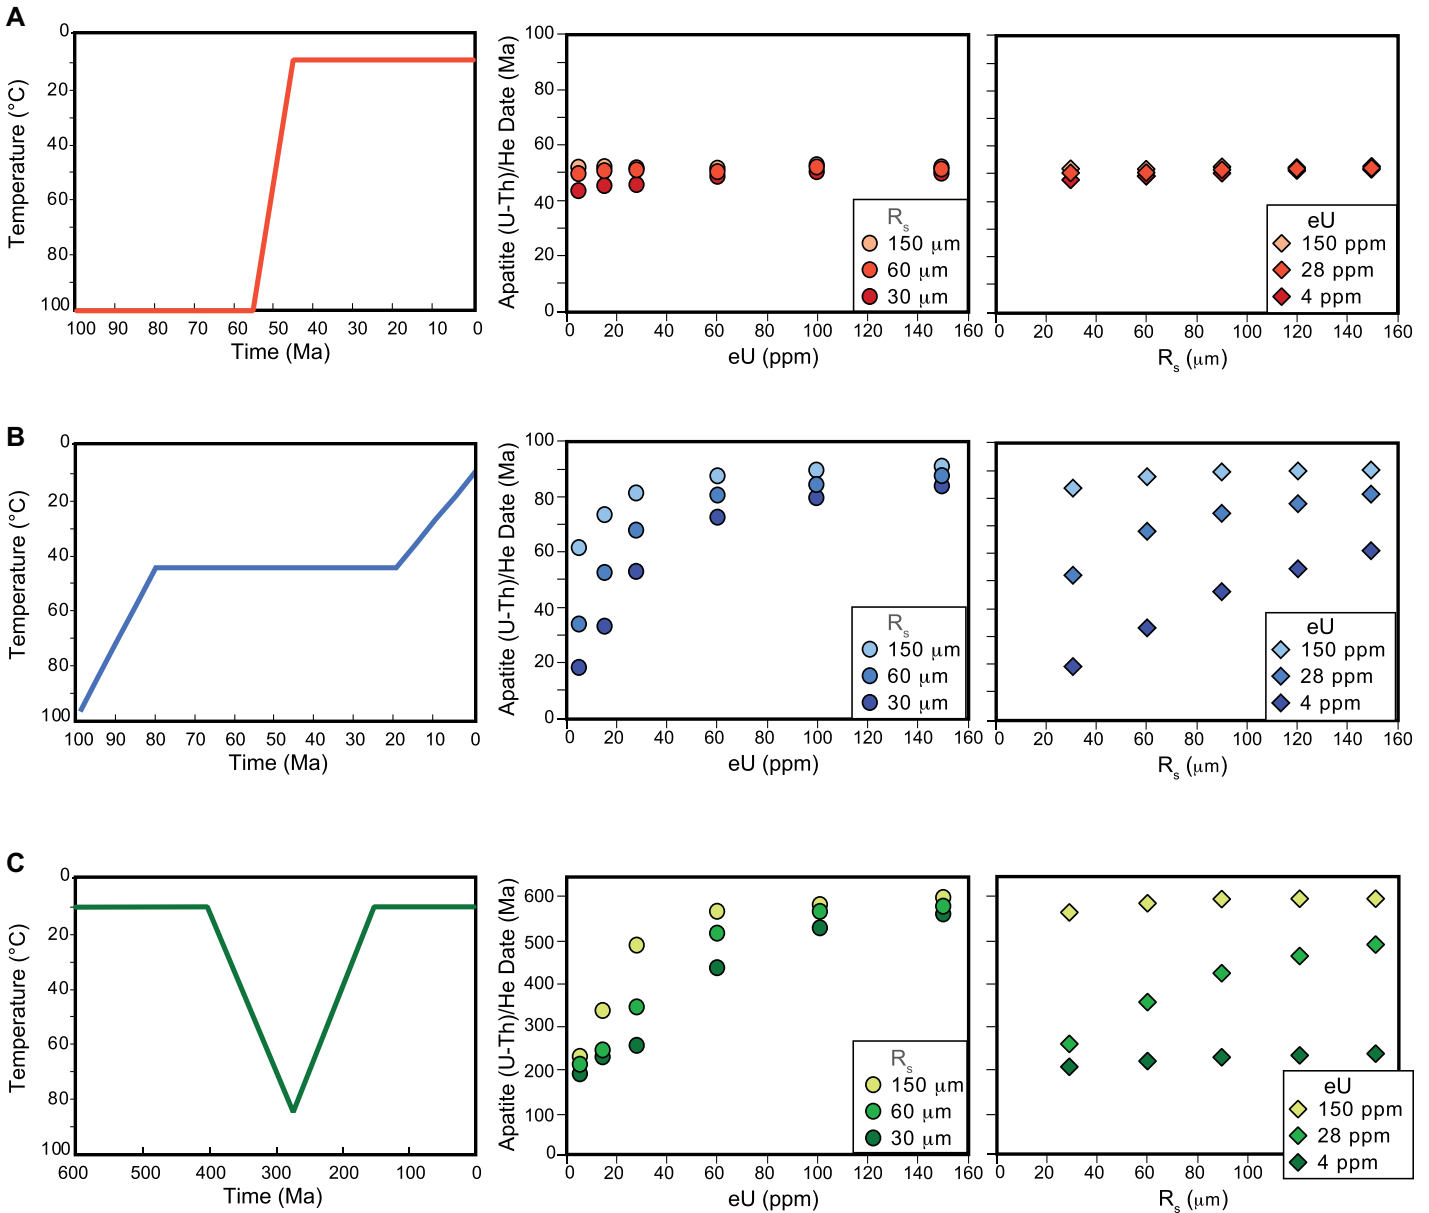 A
0
20
40
60
80
100
Temperature (°C)
100 90 80 70 60 50 40 30 20 10 0
Time (Ma)
100
80
60
40
20
0
Apatite (U-Th)/He Date (Ma)
Rs
150 μm
60 μm
30 μm
0 20 40 60 80 100 120 140 160
eU (ppm)
eU
150 ppm
28 ppm
4 ppm
0 20 40 60 80 100 120 140 160
Rs (μm)
B
0
20
40
60
80
100
Temperature (°C)
100 90 80 70 60 50 40 30 20 10 0
Time (Ma)
100
80
60
40
20
0
Apatite (U-Th)/He Date (Ma)
Rs
150 μm
60 μm
30 μm
0 20 40 60 80 100 120 140 160
eU (ppm)
eU
150 ppm
28 ppm
4 ppm
0 20 40 60 80 100 120 140 160
Rs (μm)
C
0
20
40
60
80
100
Temperature (°C)
600 500 400 300 200 100 0
Time (Ma)
600
500
400
300
200
100
0
Apatite (U-Th)/He Date (Ma)
Rs
150 μm
60 μm
30 μm
0 20 40 60 80 100 120 140 160
eU (ppm)
eU
150 ppm
28 ppm
4 ppm
0 20 40 60 80 100
Rs (μm)